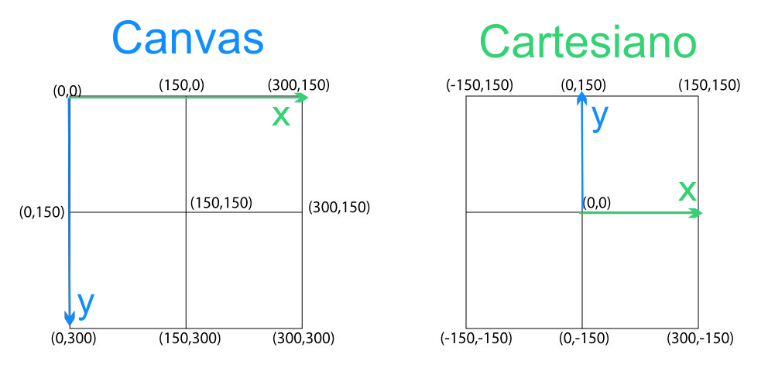 Canvas
(0,0)
(150,0)
(300,150)
x
(0,150)
(150,150)
(300,150)
y
(0,300)
(150,300)
(300,300)
Cartesiano
(-150,150)
(0,150)
(150,150)
y
x
(0,0)
(-150,-150)
(0,-150)
(300,-150)